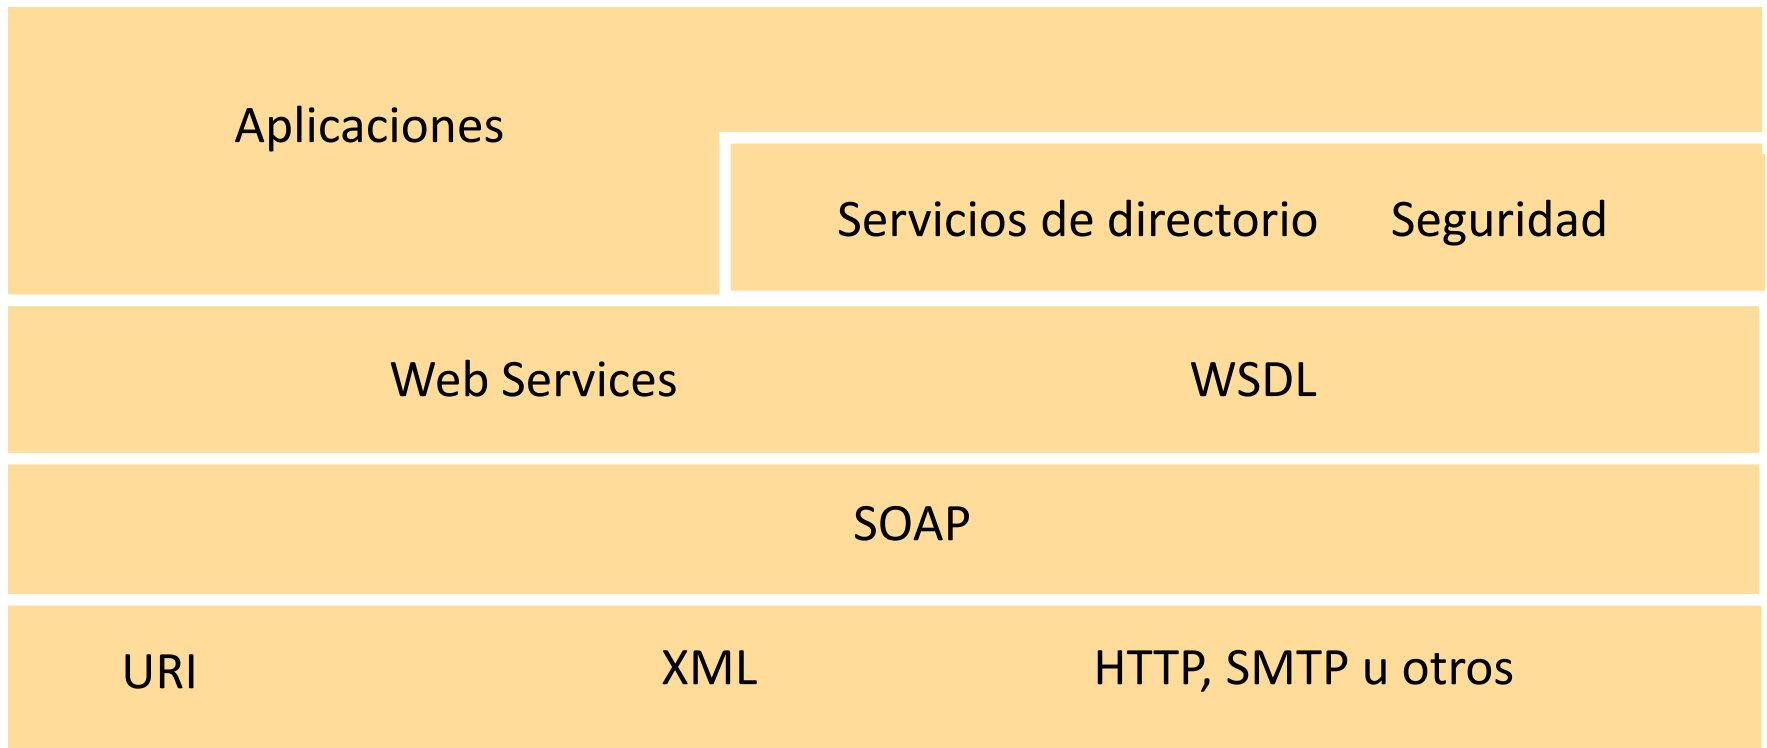 Aplicaciones
Servicios de directorio Seguridad
Web Services WSDL
SOAP
URI XML HTTP, SMTP u otros